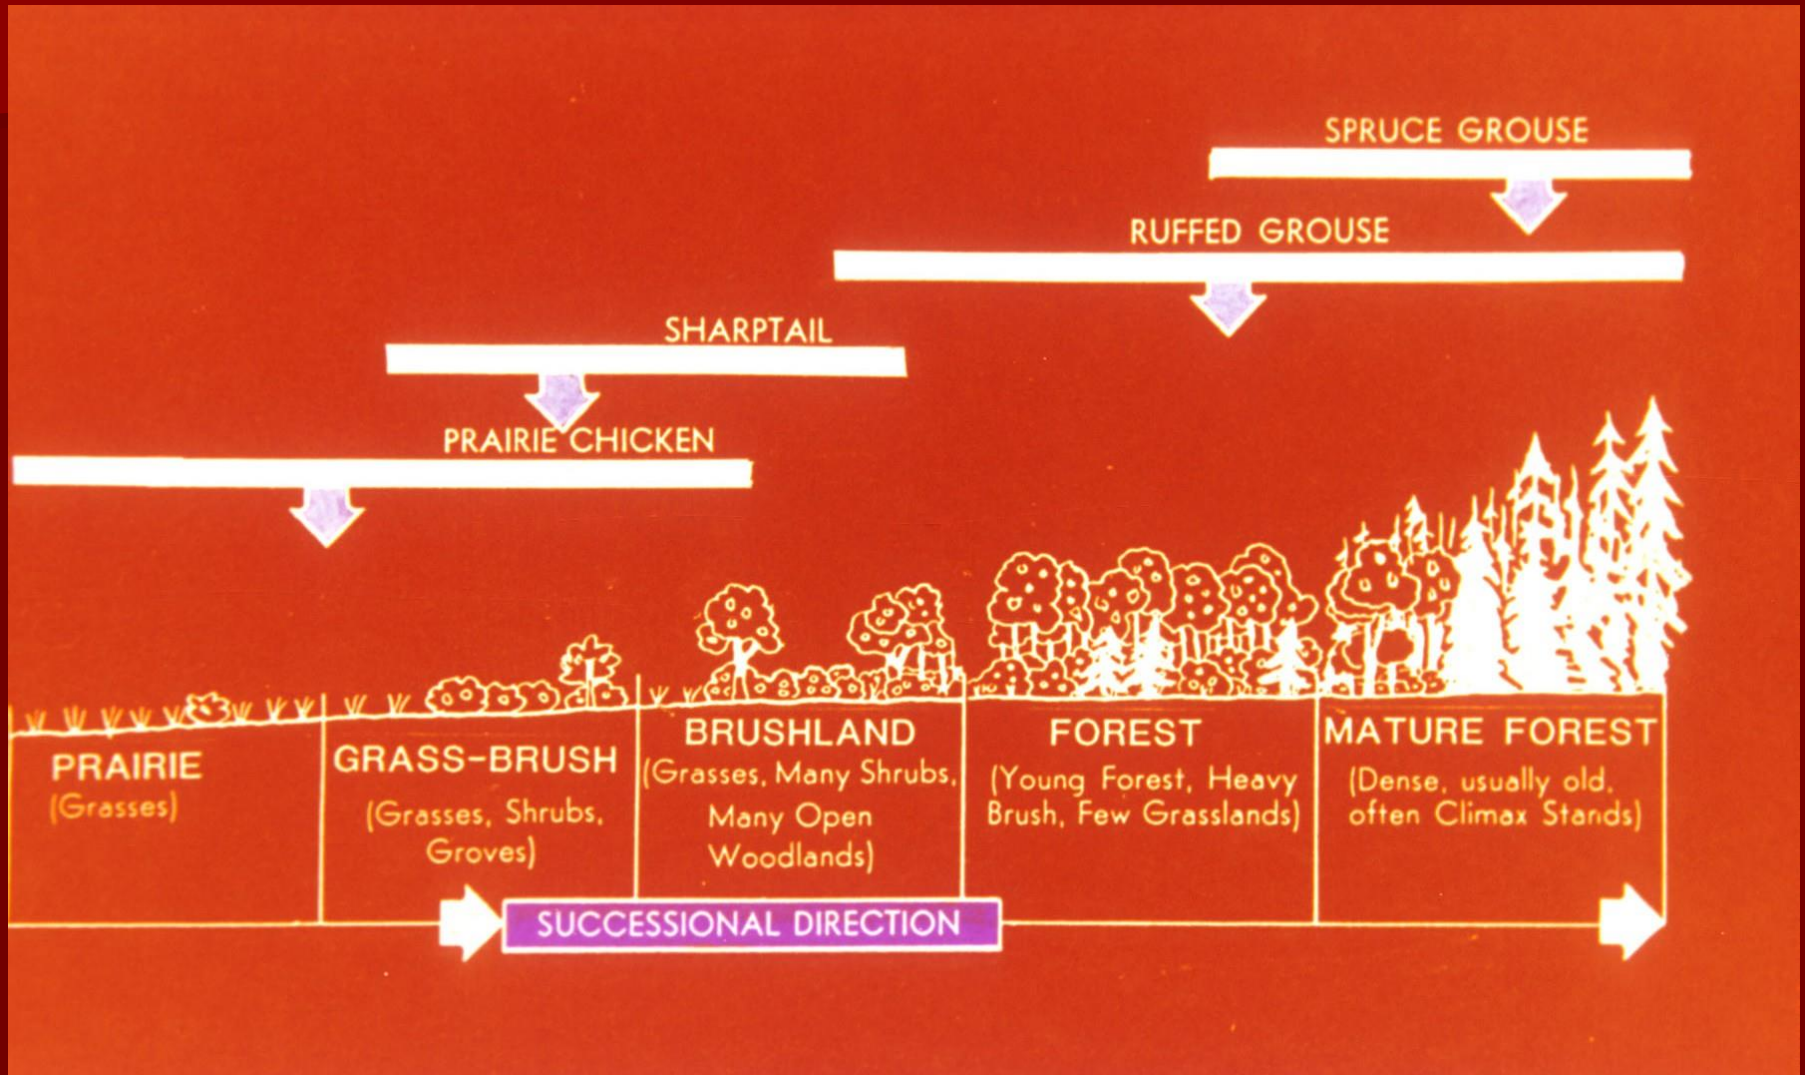 SPRUCE GROUSE
RUFFED GROUSE
SHARPTAIL
PRAIRIE CHICKEN
PRAIRIE
(Grasses)
GRASS-BRUSH
(Grasses, Shrubs,
Groves)
BRUSHLAND
(Grasses, Many Shrubs,
Many Open
Woodlands)
FOREST
(Young Forest, Heavy
Brush, Few Grasslands)
MATURE FOREST
(Dense, usually old,
often Climax Stands)
SUCCESSIONAL DIRECTION